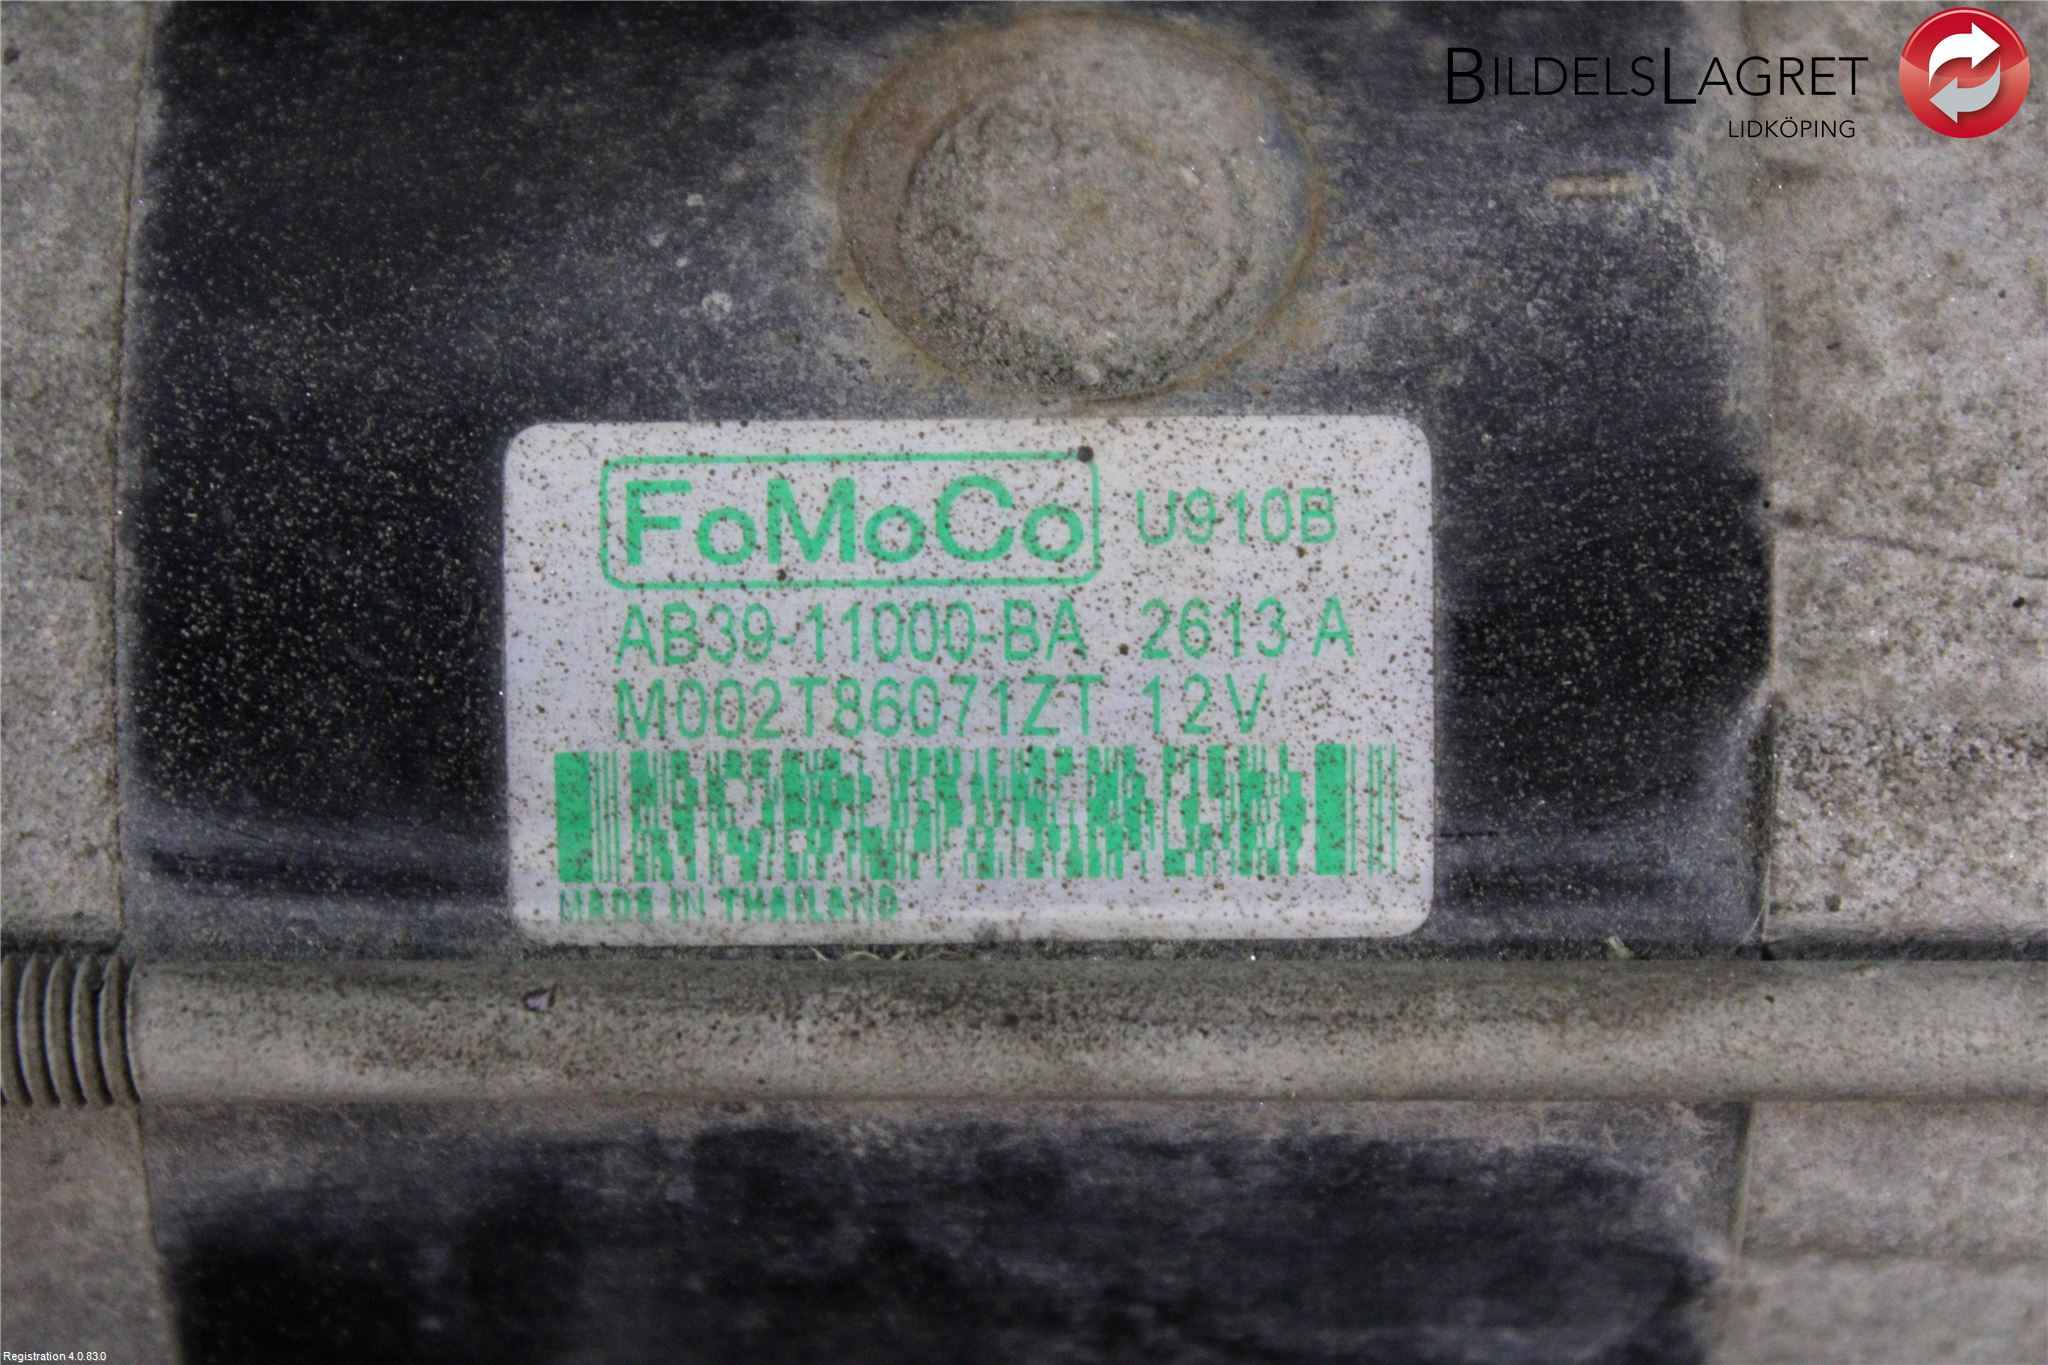 BILDELSLAGRET
LIDKÖPING
FoMoCo U910B
AB39-11000-BA 2613 A
M002T86071ZT 12V
MADE IN THAILAND
Registration 4.0.83.0